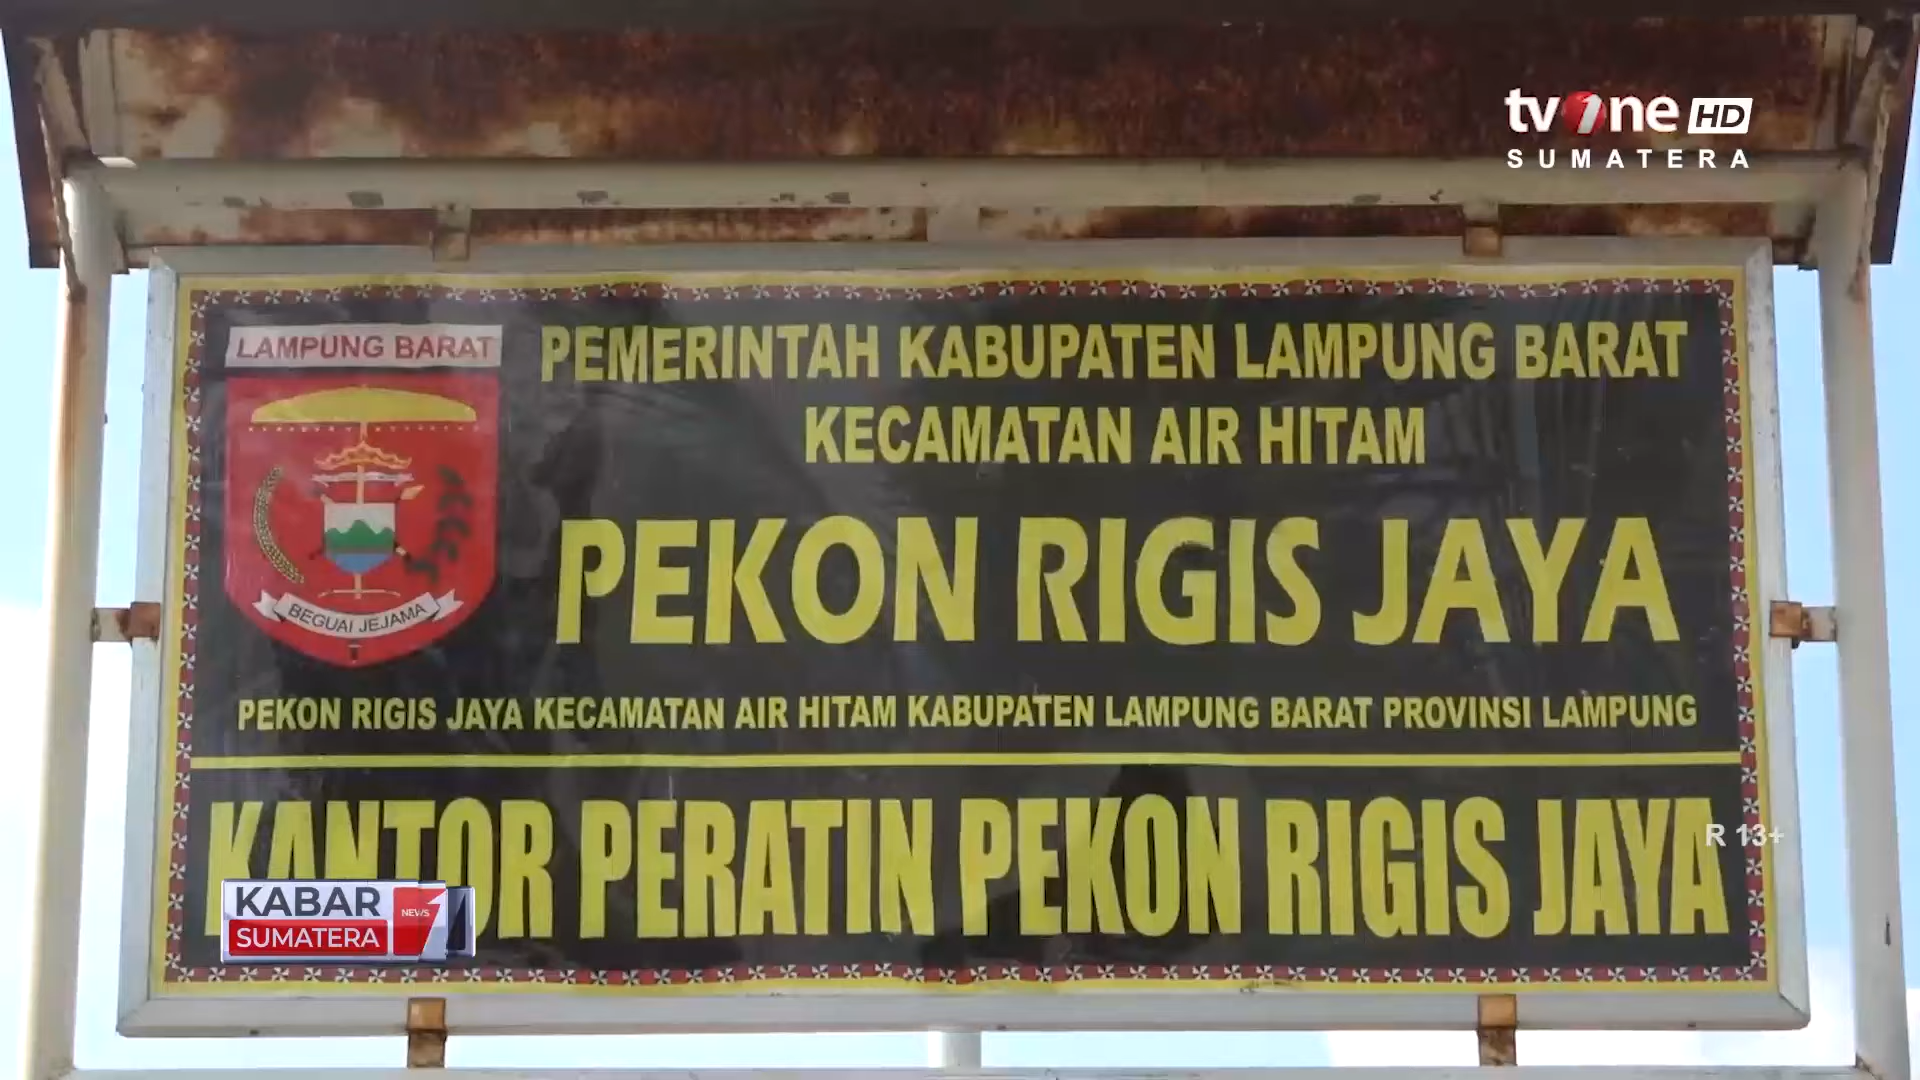 tvOne HD
SUMATERA
LAMPUNG BARAT
PEMERINTAH KABUPATEN LAMPUNG BARAT
KECAMATAN AIR HITAM
PEKON RIGIS JAYA
BEGUAI JEJAMA
PEKON RIGIS JAYA KECAMATAN AIR HITAM KABUPATEN LAMPUNG BARAT PROVINSI LAMPUNG
KANTOR PERATIN PEKON RIGIS JAYA
R 13+
KABAR
SUMATERA
NEWS 1